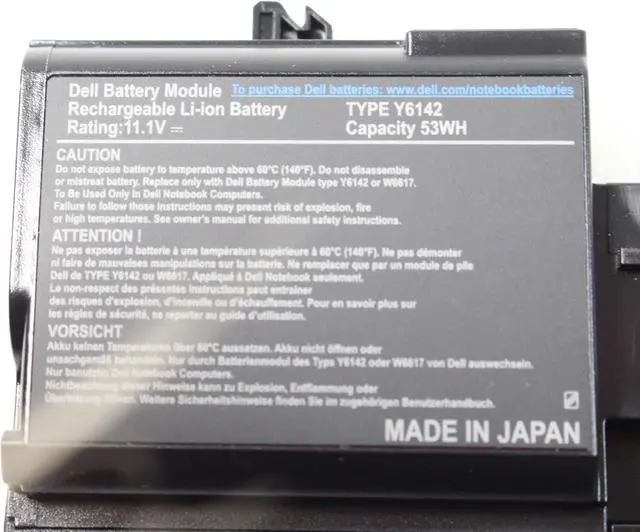 Dell Battery Module To purchase Dell batteries: www.dell.com/notebookbatteries
Rechargeable Li-ion Battery TYPE Y6142
Rating:11.1V ⎓ Capacity 53WH
CAUTION
Do not expose battery to temperature above 60°C (140°F). Do not disassemble
or mistreat battery. Replace only with Dell Battery Module type Y6142 or W6617.
To Be Used Only in Dell Notebook Computers.
Failure to follow those instructions may present risk of explosion, fire
or high temperatures. See owner's manual for additional safety instructions.
ATTENTION !
Ne pas exposer la batterie à une température supérieure à 60°C (140°F). Ne pas démonter
ni faire de mauvaises manipulations sur la batterie. Ne remplacer que par un module de pile
Dell de TYPE Y6142 ou W6617. Appliqué à Dell Notebook seulement.
Le non-respect des présentes instructions peut entraîner
des risques d'explosion, d'incendie ou d'échauffement. Pour en savoir plus sur
les règles de sécurité, se reporter au guide d'utilisation.
VORSICHT
Akku keinen Temperaturen über 60°C aussetzen. Akku nicht öffnen oder
unsachgemäß behandeln. Nur durch Batterienmodul des Typs Y6142 oder W6617 von Dell auswechseln.
Nur banutzten Dell Notebook Computers.
Nichtbeachtung dieser Hinweise kann zu Explosion, Entflammung oder
Überhitzung führen. Weitere Sicherheitshinweise finden Sie im zugehörigen Benutzerhandbuch.
MADE IN JAPAN